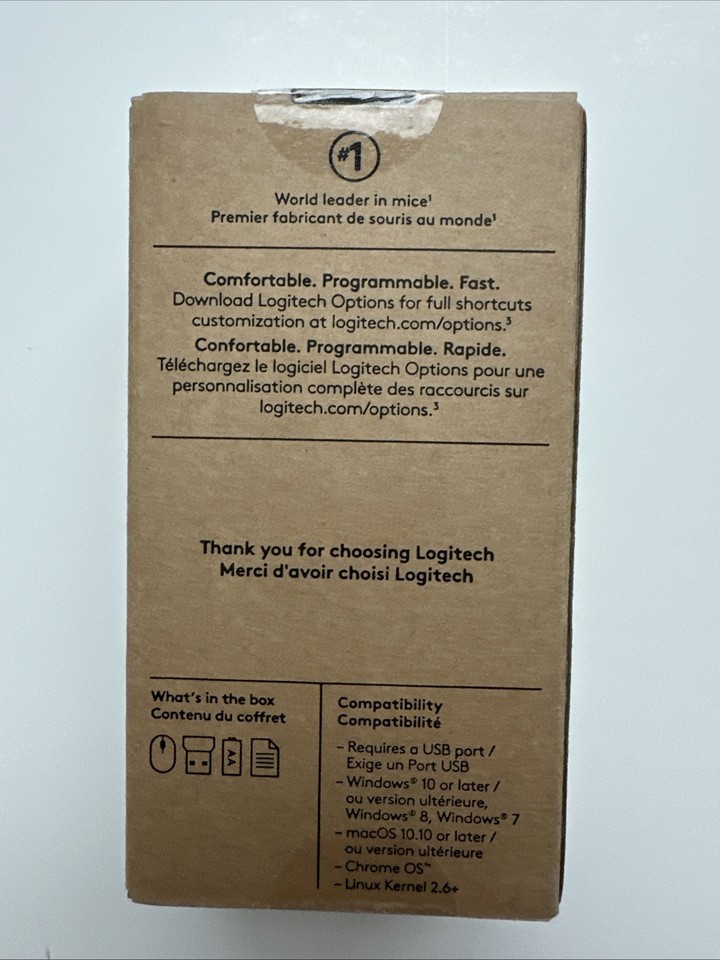 #1
World leader in mice¹
Premier fabricant de souris au monde¹
Comfortable. Programmable. Fast.
Download Logitech Options for full shortcuts
customization at logitech.com/options.³
Confortable. Programmable. Rapide.
Téléchargez le logiciel Logitech Options pour une
personnalisation complète des raccourcis sur
logitech.com/options.³
Thank you for choosing Logitech
Merci d'avoir choisi Logitech
What's in the box
Contenu du coffret
AA
Compatibility
Compatibilité
– Requires a USB port /
Exige un Port USB
– Windows® 10 or later /
ou version ultérieure,
Windows® 8, Windows® 7
– macOS 10.10 or later /
ou version ultérieure
– Chrome OS™
– Linux Kernel 2.6+